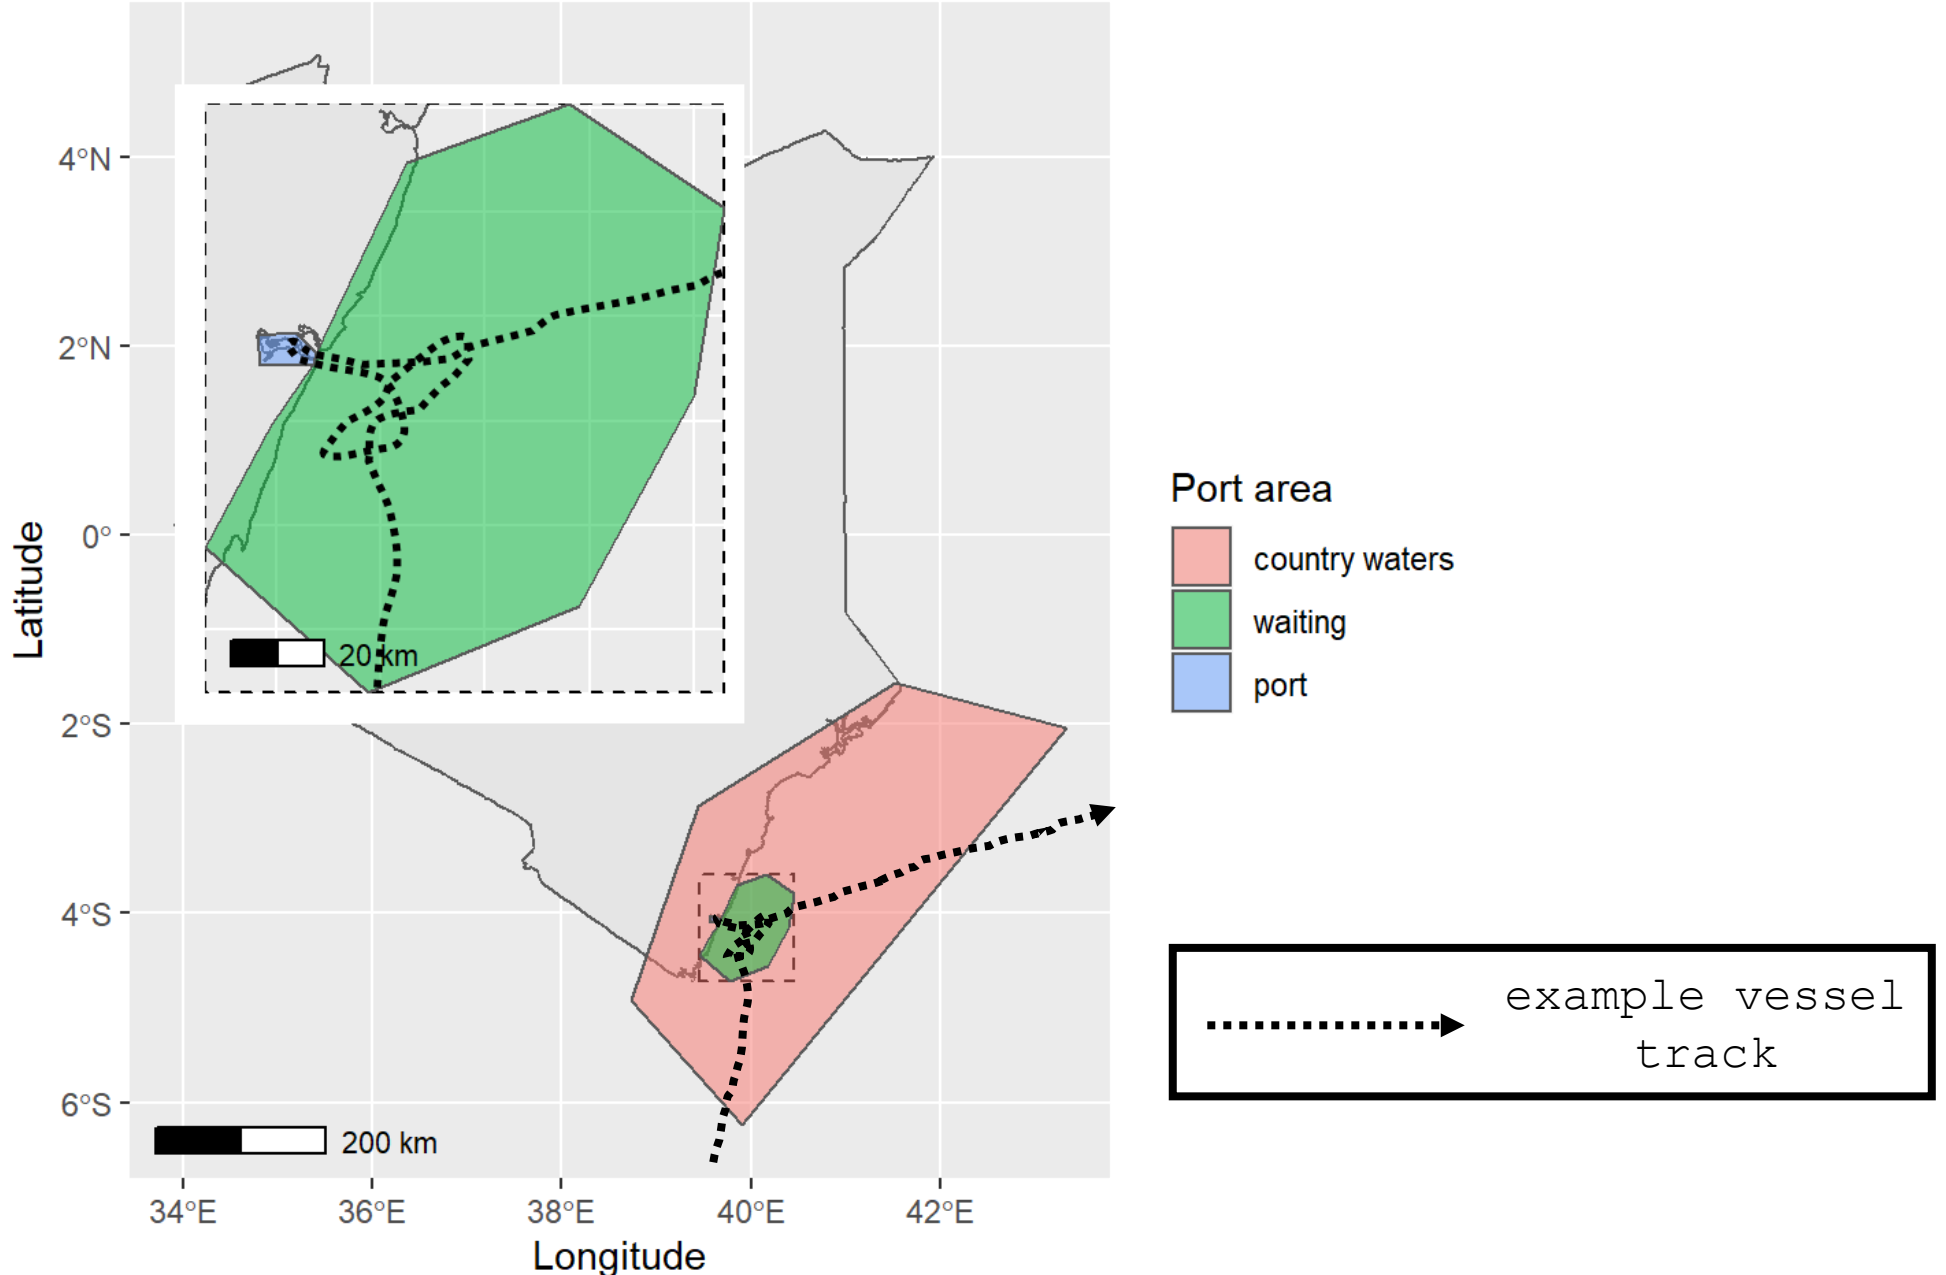 4°N
2°N
0°
2°S
4°S
6°S
Latitude
20 km
200 km
34°E
36°E
38°E
40°E
42°E
Longitude
Port area
country waters
waiting
port
example vessel
track